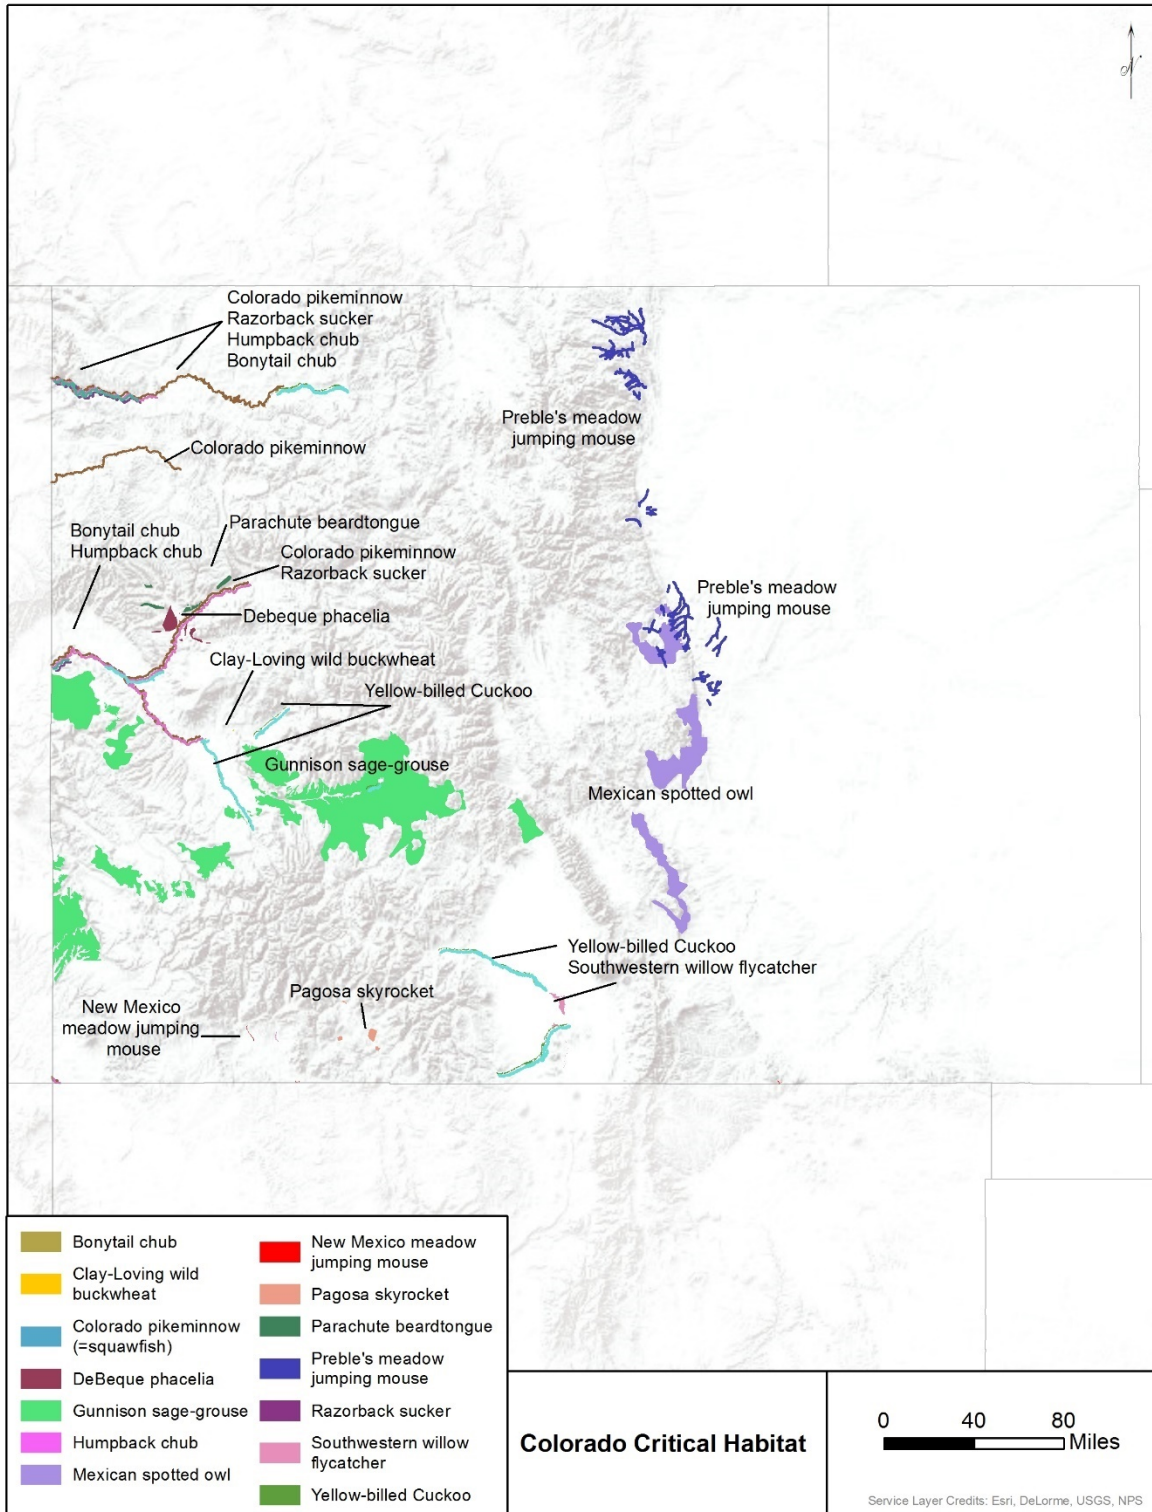 N
Colorado pikeminnow
Razorback sucker
Humpback chub
Bonytail chub
Preble's meadow
jumping mouse
Colorado pikeminnow
Parachute beardtongue
Bonytail chub
Humpback chub
Colorado pikeminnow
Razorback sucker
Preble's meadow
jumping mouse
Debeque phacelia
Clay-Loving wild buckwheat
Yellow-billed Cuckoo
Gunnison sage-grouse
Mexican spotted owl
Yellow-billed Cuckoo
Southwestern willow flycatcher
Pagosa skyrocket
New Mexico
meadow jumping
mouse
Bonytail chub
Clay-Loving wild
buckwheat
Colorado pikeminnow
(=squawfish)
DeBeque phacelia
Gunnison sage-grouse
Humpback chub
Mexican spotted owl
New Mexico meadow
jumping mouse
Pagosa skyrocket
Parachute beardtongue
Preble's meadow
jumping mouse
Razorback sucker
Southwestern willow
flycatcher
Yellow-billed Cuckoo
Colorado Critical Habitat
0 40 80
Miles
Service Layer Credits: Esri, DeLorme, USGS, NPS